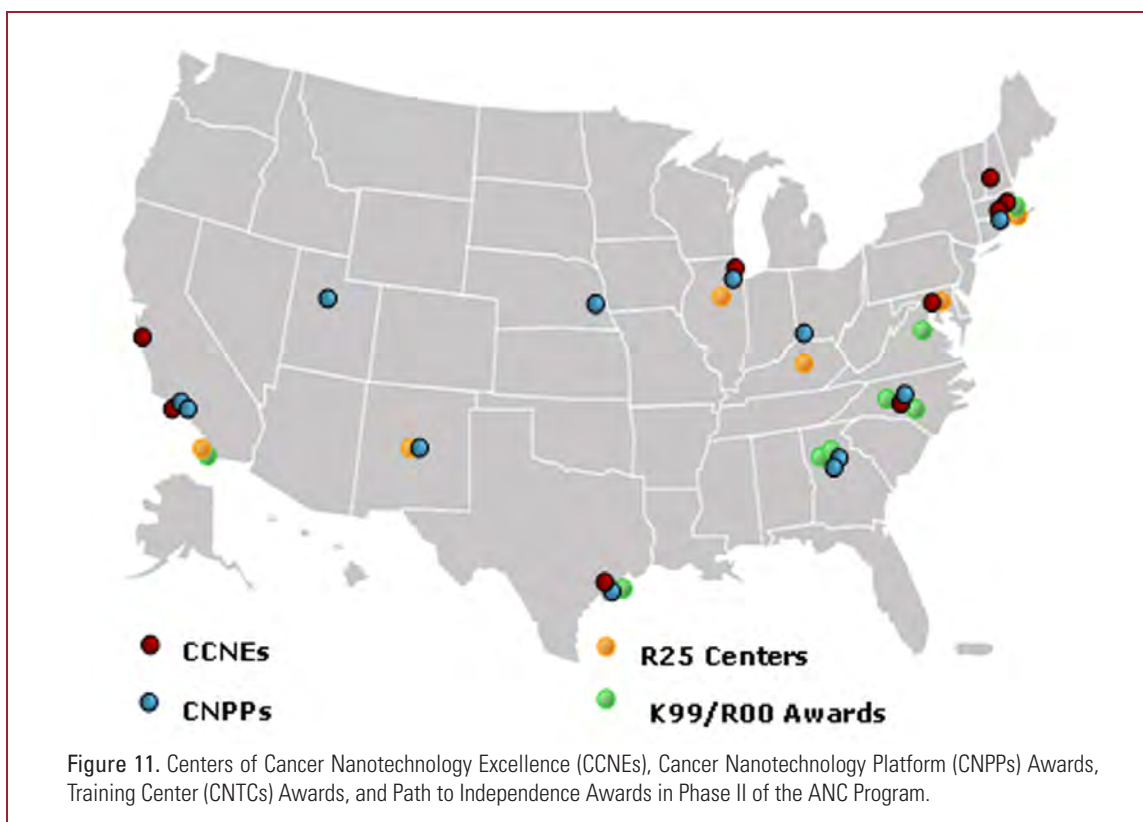 CCNEs
CNPPs
R25 Centers
K99/R00 Awards
Figure 11. Centers of Cancer Nanotechnology Excellence (CCNEs), Cancer Nanotechnology Platform (CNPPs) Awards,
Training Center (CNTCs) Awards, and Path to Independence Awards in Phase II of the ANC Program.